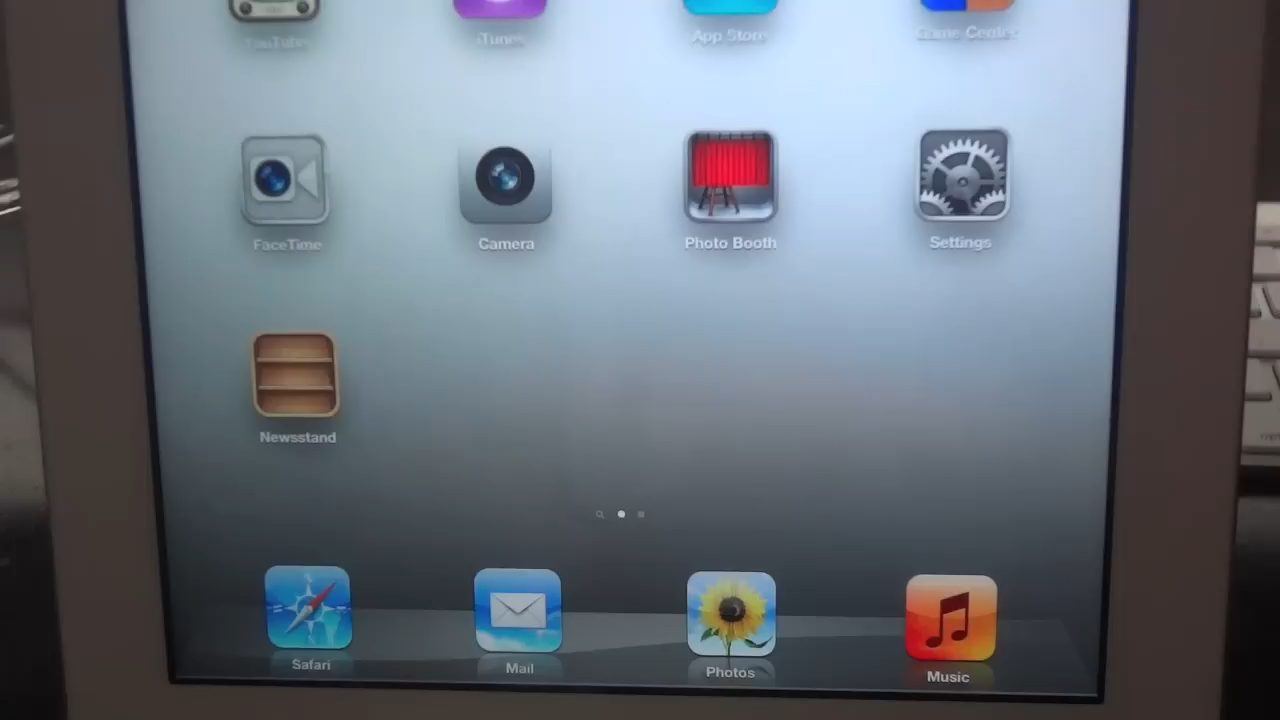 YouTube iTunes App Store Game Center
FaceTime Camera Photo Booth Settings
Newsstand
Safari Mail Photos Music